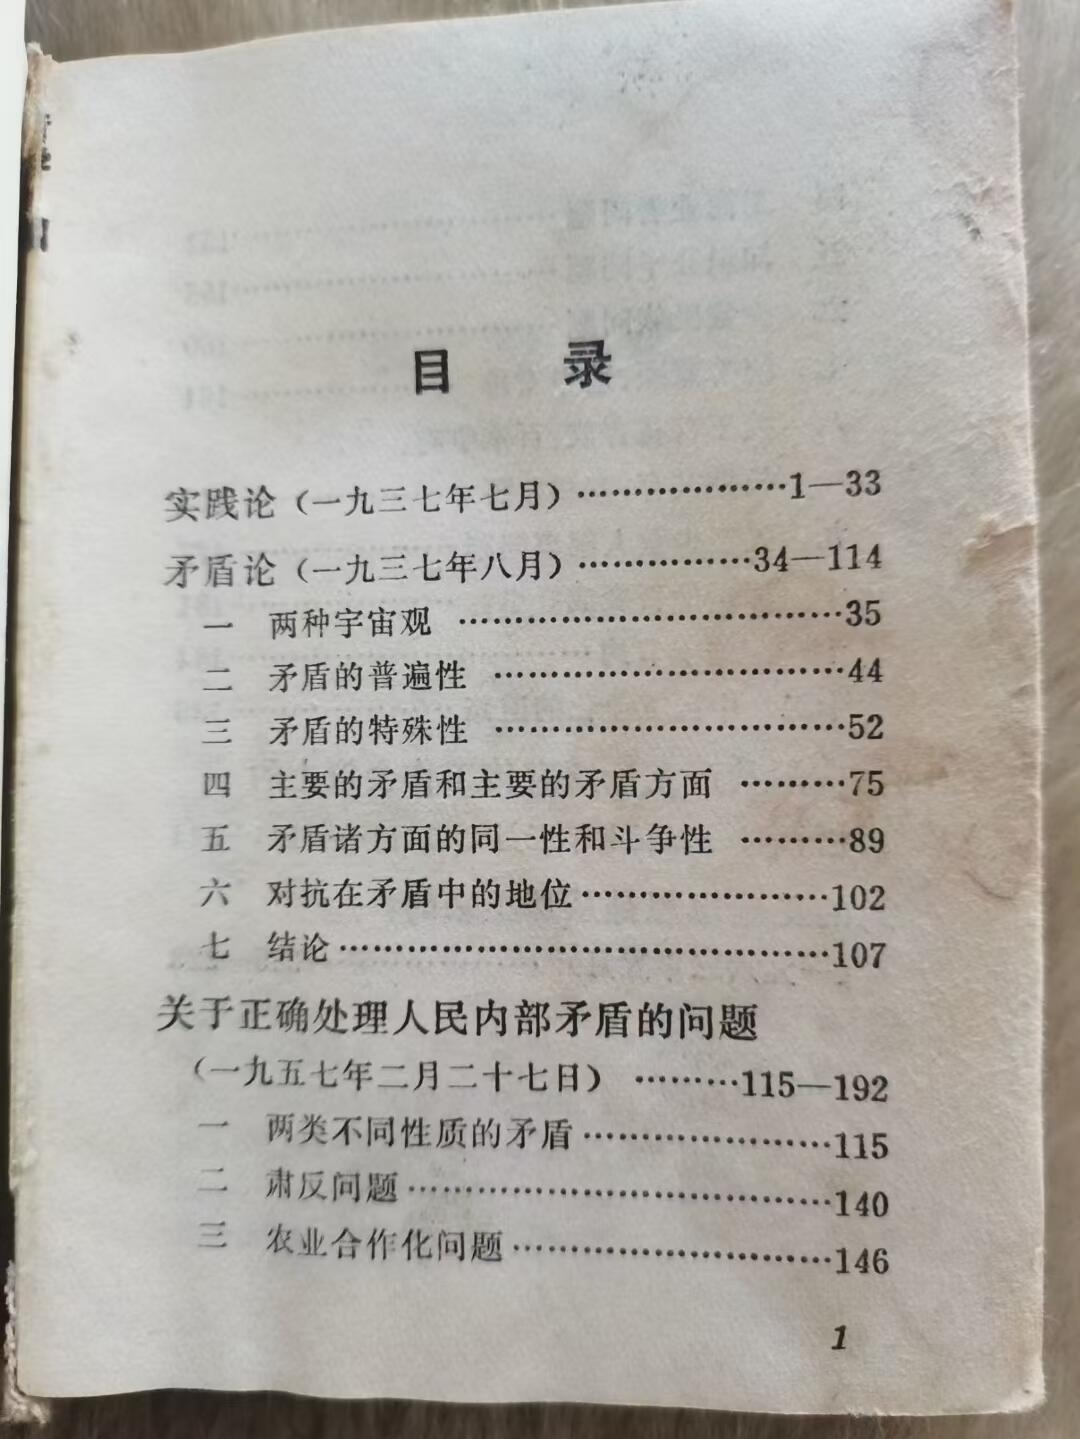 目 录
实践论（一九三七年七月）…………………1—33
矛盾论（一九三七年八月）……………34—114
一 两种宇宙观 ………………………………35
二 矛盾的普遍性 ……………………………44
三 矛盾的特殊性 ……………………………52
四 主要的矛盾和主要的矛盾方面 ………75
五 矛盾诸方面的同一性和斗争性 ………89
六 对抗在矛盾中的地位……………………102
七 结论…………………………………………107
关于正确处理人民内部矛盾的问题
（一九五七年二月二十七日） ………115—192
一 两类不同性质的矛盾……………………115
二 肃反问题……………………………………140
三 农业合作化问题…………………………146
1